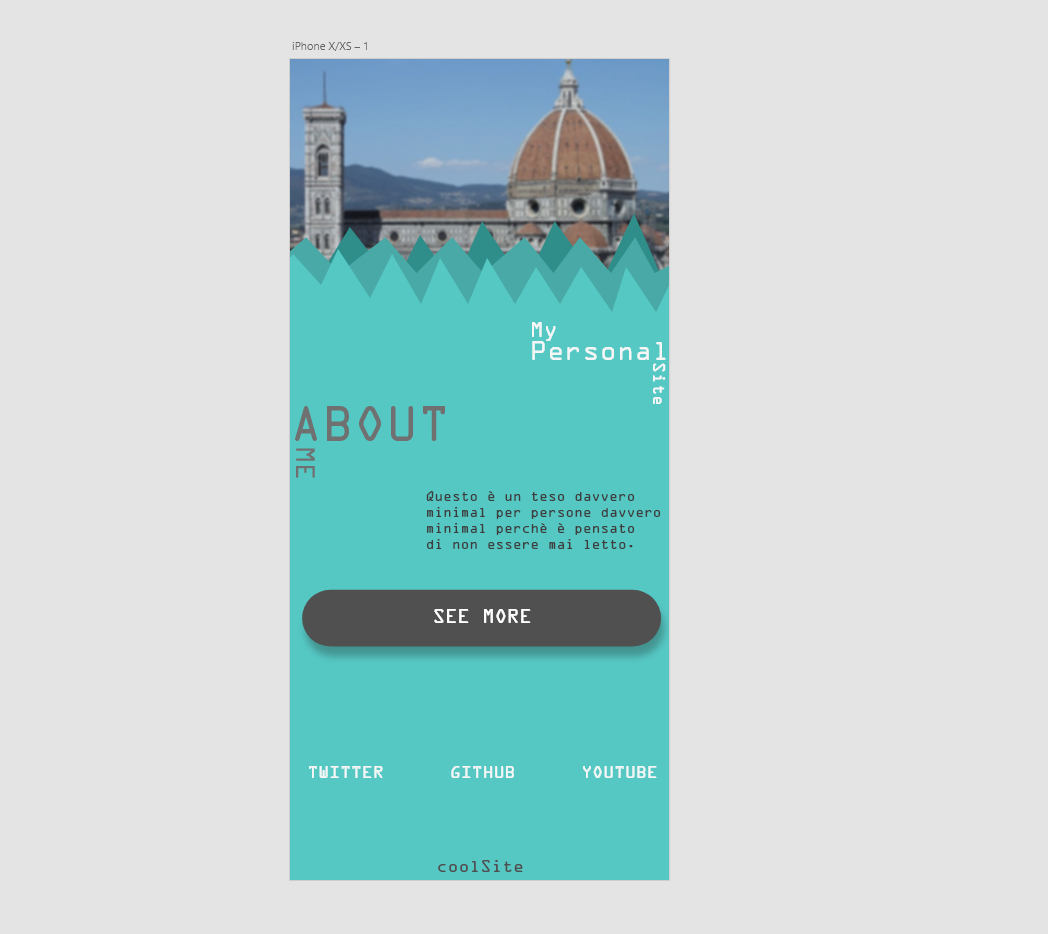 iPhone X/XS – 1
My
Personal
Site
ABOUT
ME
Questo è un teso davvero
minimal per persone davvero
minimal perchè è pensato
di non essere mai letto.
SEE MORE
TWITTER GITHUB YOUTUBE
coolSite